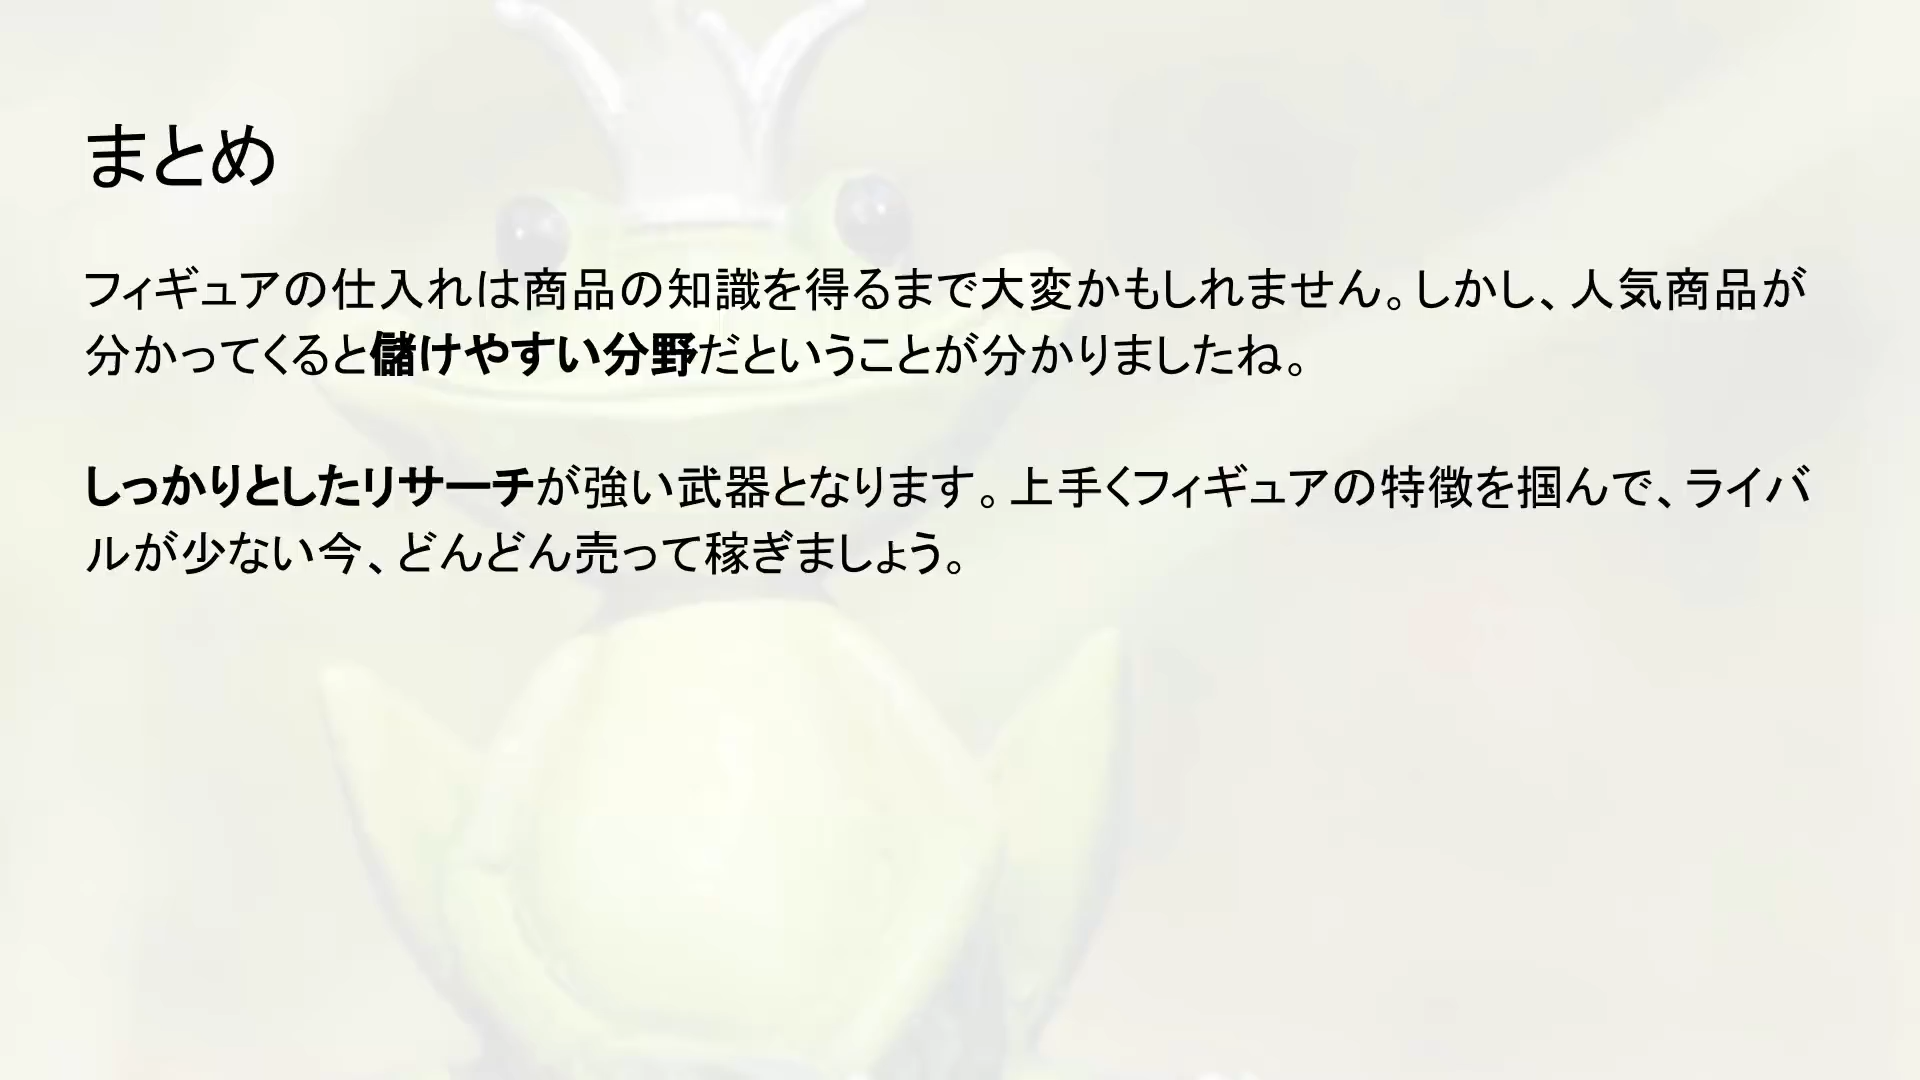 まとめ
フィギュアの仕入れは商品の知識を得るまで大変かもしれません。しかし、人気商品が
分かってくると儲けやすい分野だということが分かりましたね。
しっかりとしたリサーチが強い武器となります。上手くフィギュアの特徴を掴んで、ライバ
ルが少ない今、どんどん売って稼ぎましょう。